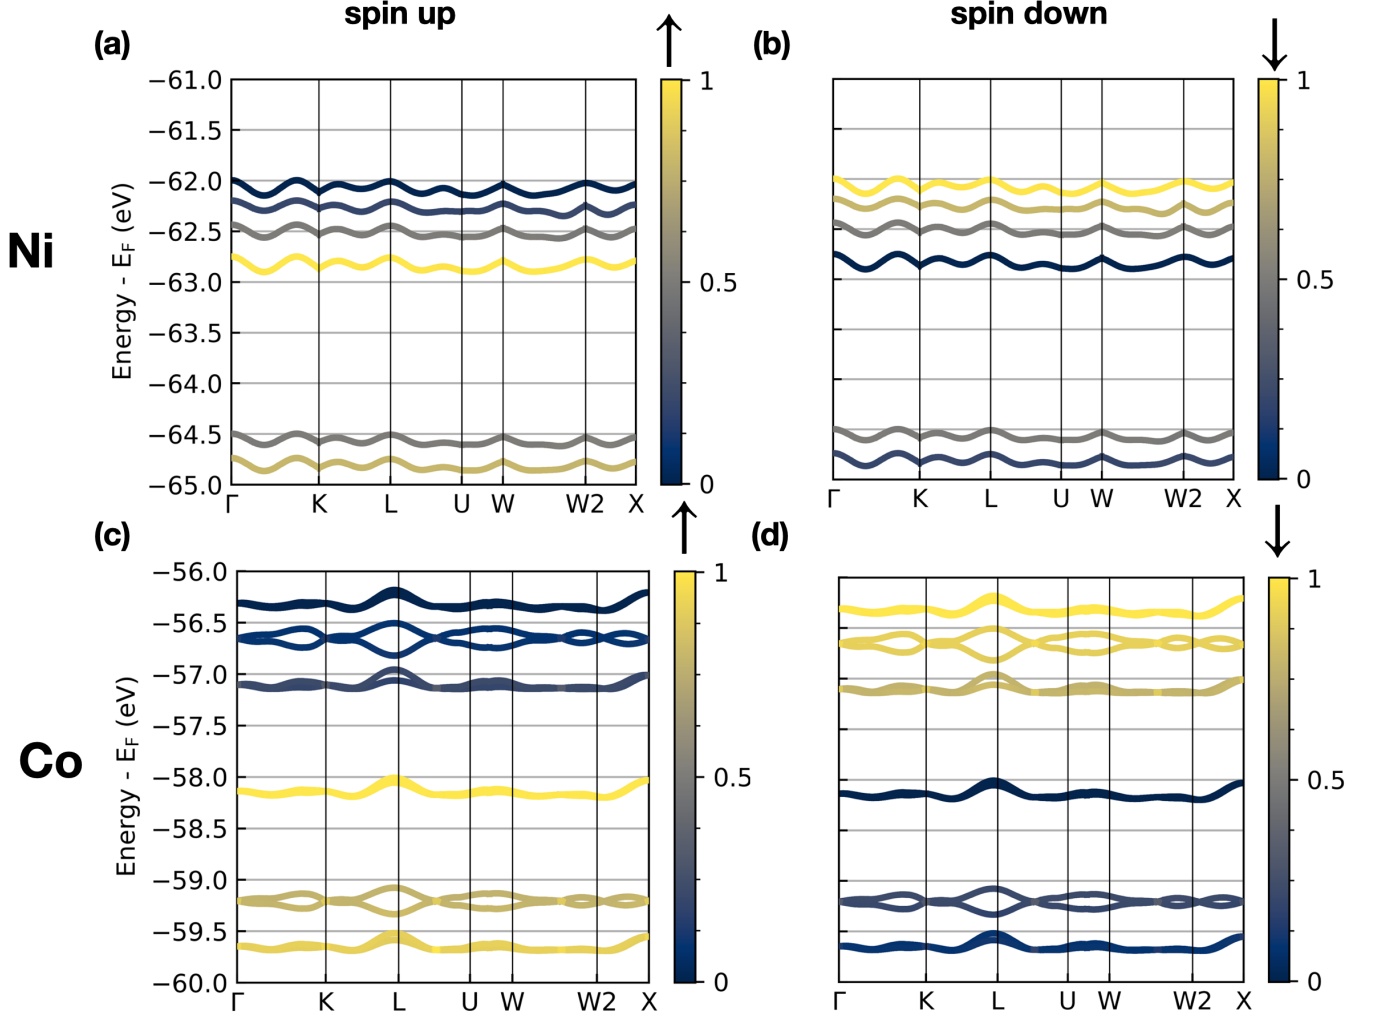 spin up
spin down
(a)
(b)
Ni
Energy - E_F (eV)
−61.0
−61.5
−62.0
−62.5
−63.0
−63.5
−64.0
−64.5
−65.0
Γ K L U W W2 X
1
0.5
0
Γ K L U W W2 X
1
0.5
0
(c)
(d)
Co
Energy - E_F (eV)
−56.0
−56.5
−57.0
−57.5
−58.0
−58.5
−59.0
−59.5
−60.0
Γ K L U W W2 X
1
0.5
0
Γ K L U W W2 X
1
0.5
0